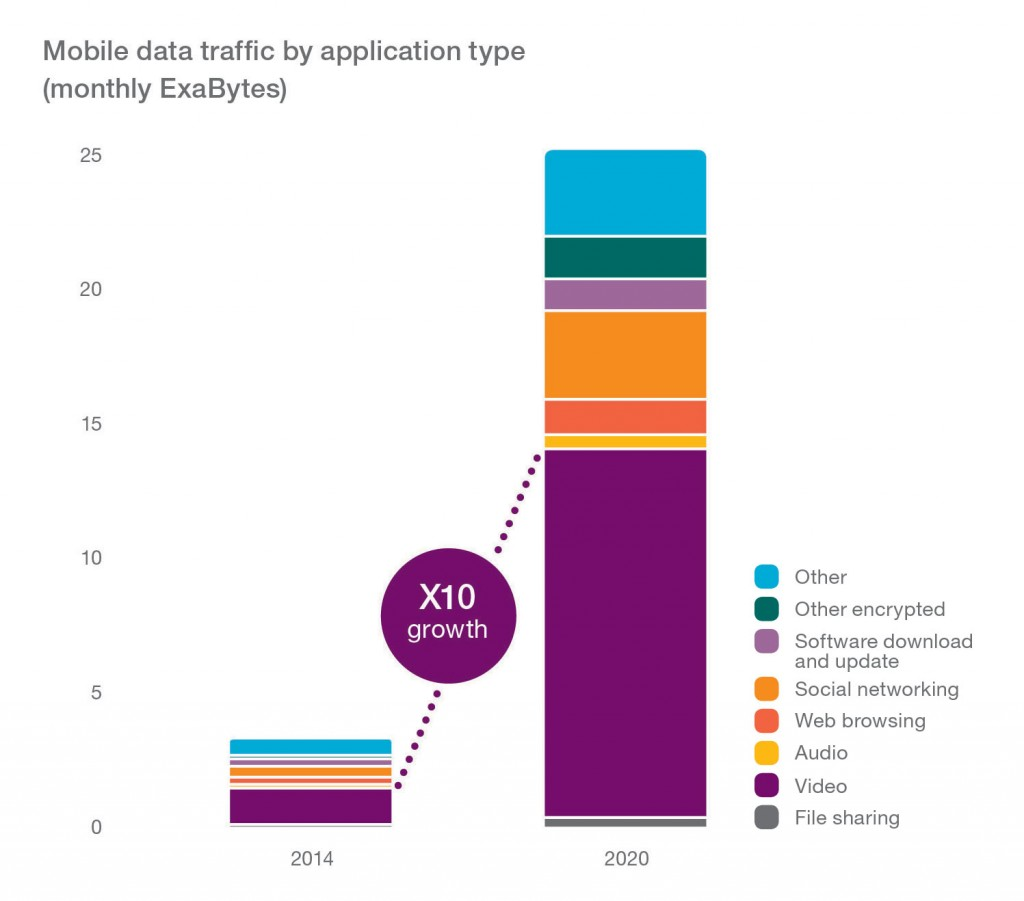 Mobile data traffic by application type
(monthly ExaBytes)
25
20
15
10
5
0
X10
growth
2014
2020
Other
Other encrypted
Software download
and update
Social networking
Web browsing
Audio
Video
File sharing